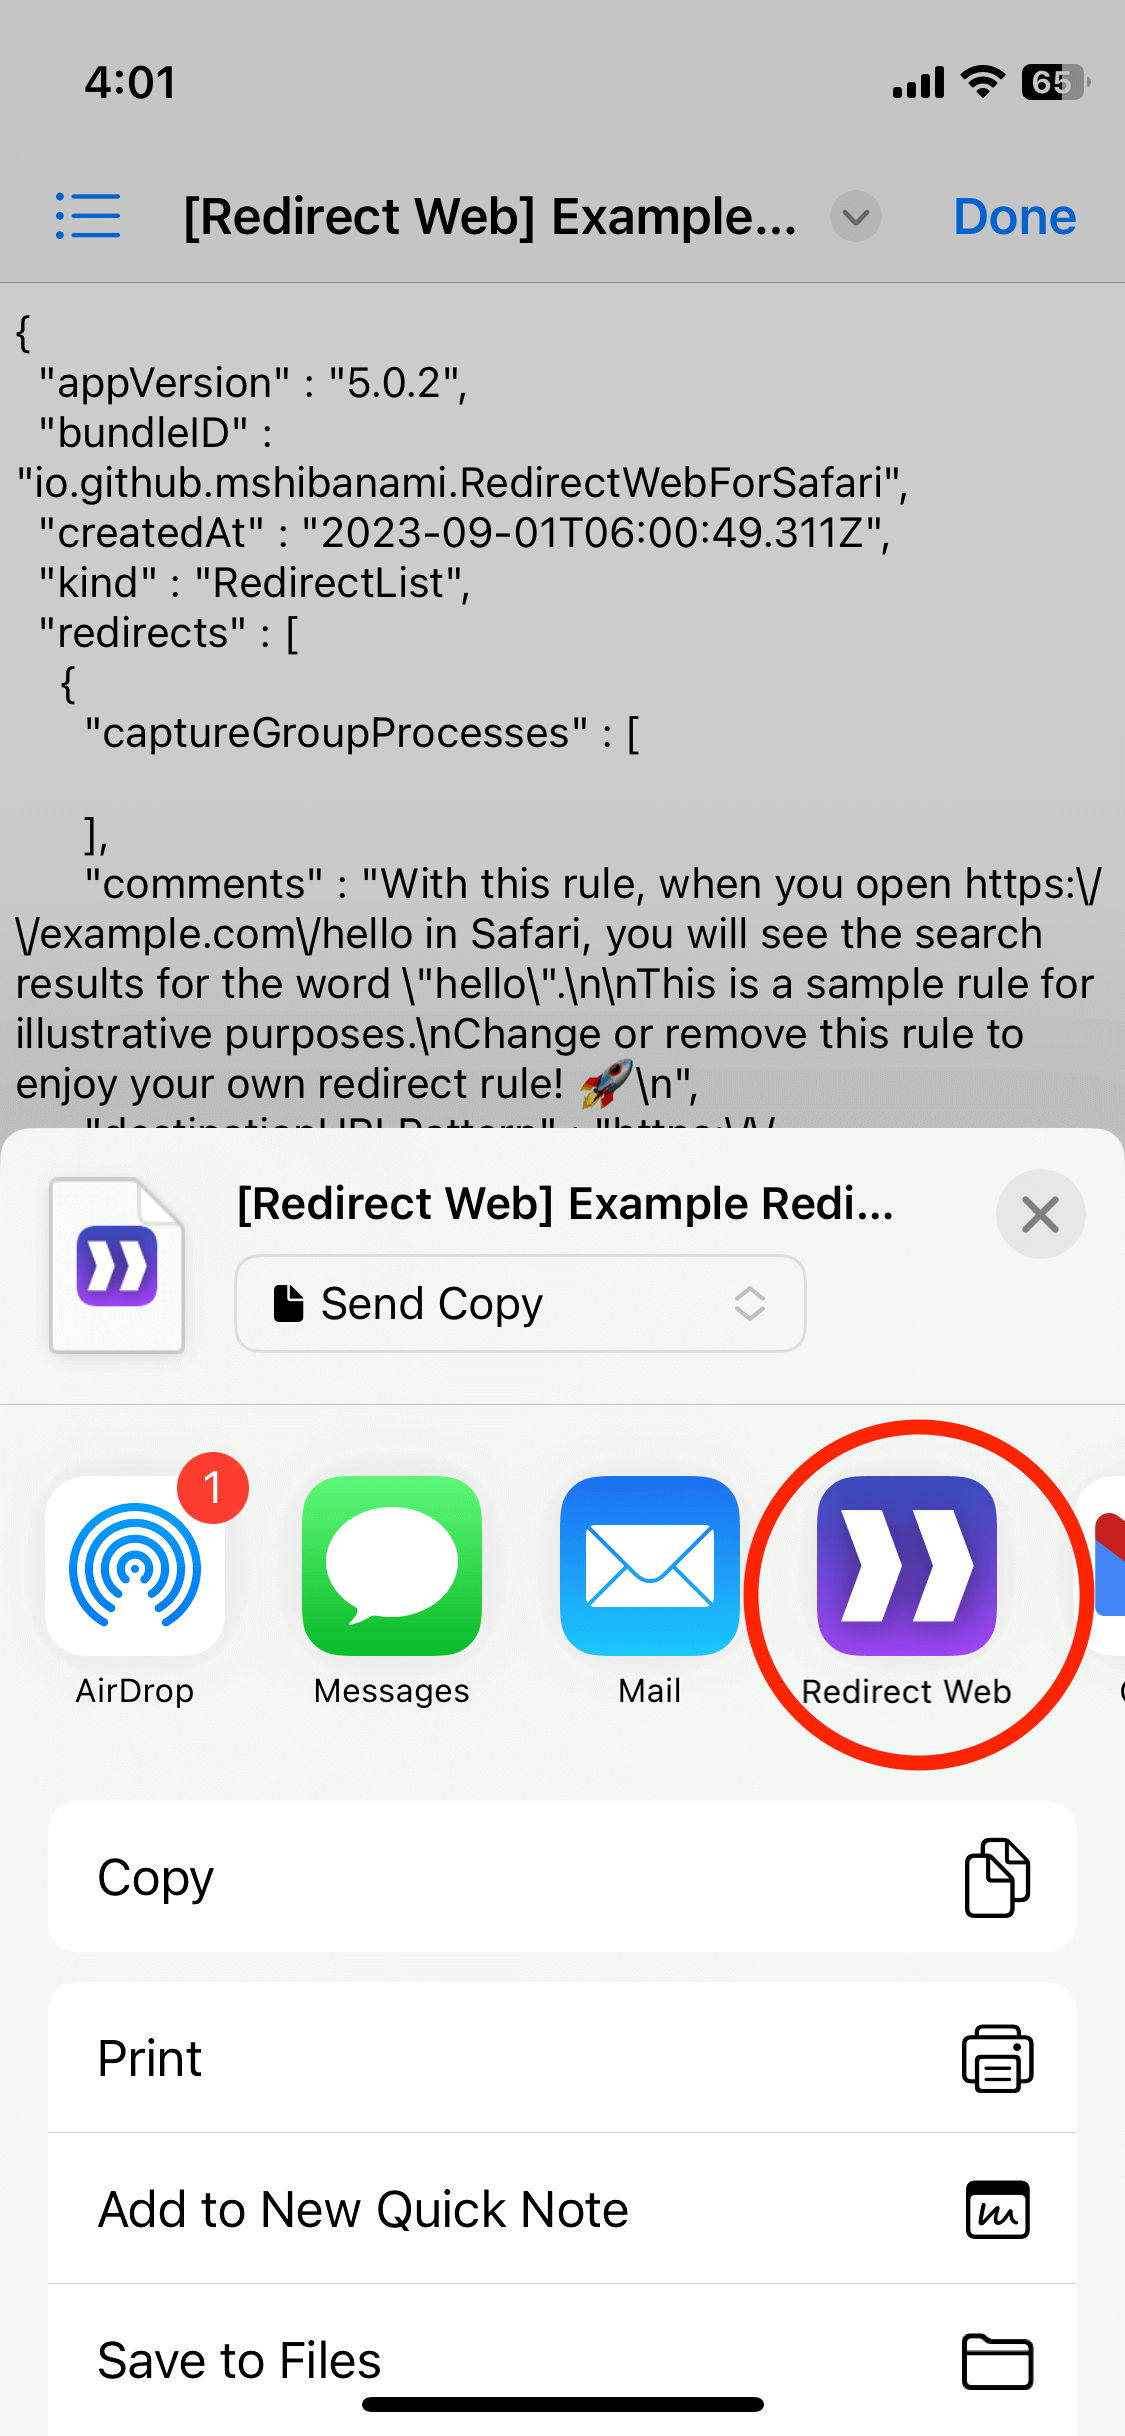 4:01
65
[Redirect Web] Example...
Done
{
"appVersion" : "5.0.2",
"bundleID" :
"io.github.mshibanami.RedirectWebForSafari",
"createdAt" : "2023-09-01T06:00:49.311Z",
"kind" : "RedirectList",
"redirects" : [
{
"captureGroupProcesses" : [
],
"comments" : "With this rule, when you open https:\/
\/example.com\/hello in Safari, you will see the search
results for the word \"hello\".\n\nThis is a sample rule for
illustrative purposes.\nChange or remove this rule to
enjoy your own redirect rule! 🚀\n",
"destinationURLPattern" : "https:\/\/
[Redirect Web] Example Redi...
Send Copy
1
AirDrop
Messages
Mail
Redirect Web
Copy
Print
Add to New Quick Note
Save to Files